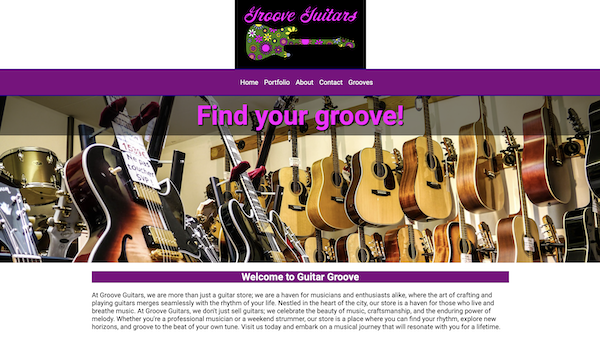 Groove Guitars
Home Portfolio About Contact Grooves
Find your groove!
Welcome to Guitar Groove
At Groove Guitars, we are more than just a guitar store; we are a haven for musicians and enthusiasts alike, where the art of crafting and
playing guitars merges seamlessly with the rhythm of your life. Nestled in the heart of the city, our store is a haven for those who live and
breathe music. At Groove Guitars, we don't just sell guitars; we celebrate the beauty of music, craftsmanship, and the enduring power of
melody. Whether you're a professional musician or a weekend strummer, our store is a place where you can find your rhythm, explore new
horizons, and groove to the beat of your own tune. Visit us today and embark on a musical journey that will resonate with you for a lifetime.